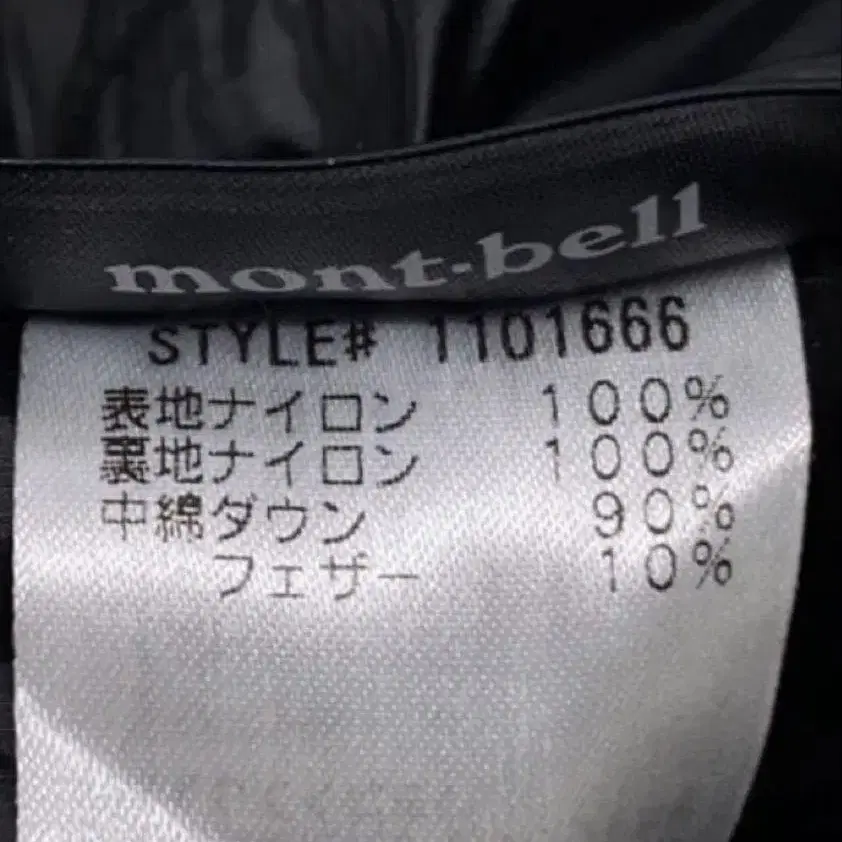 mont-bell
STYLE# 1101666
表地ナイロン 100%
裏地ナイロン 100%
中綿ダウン 90%
フェザー 10%